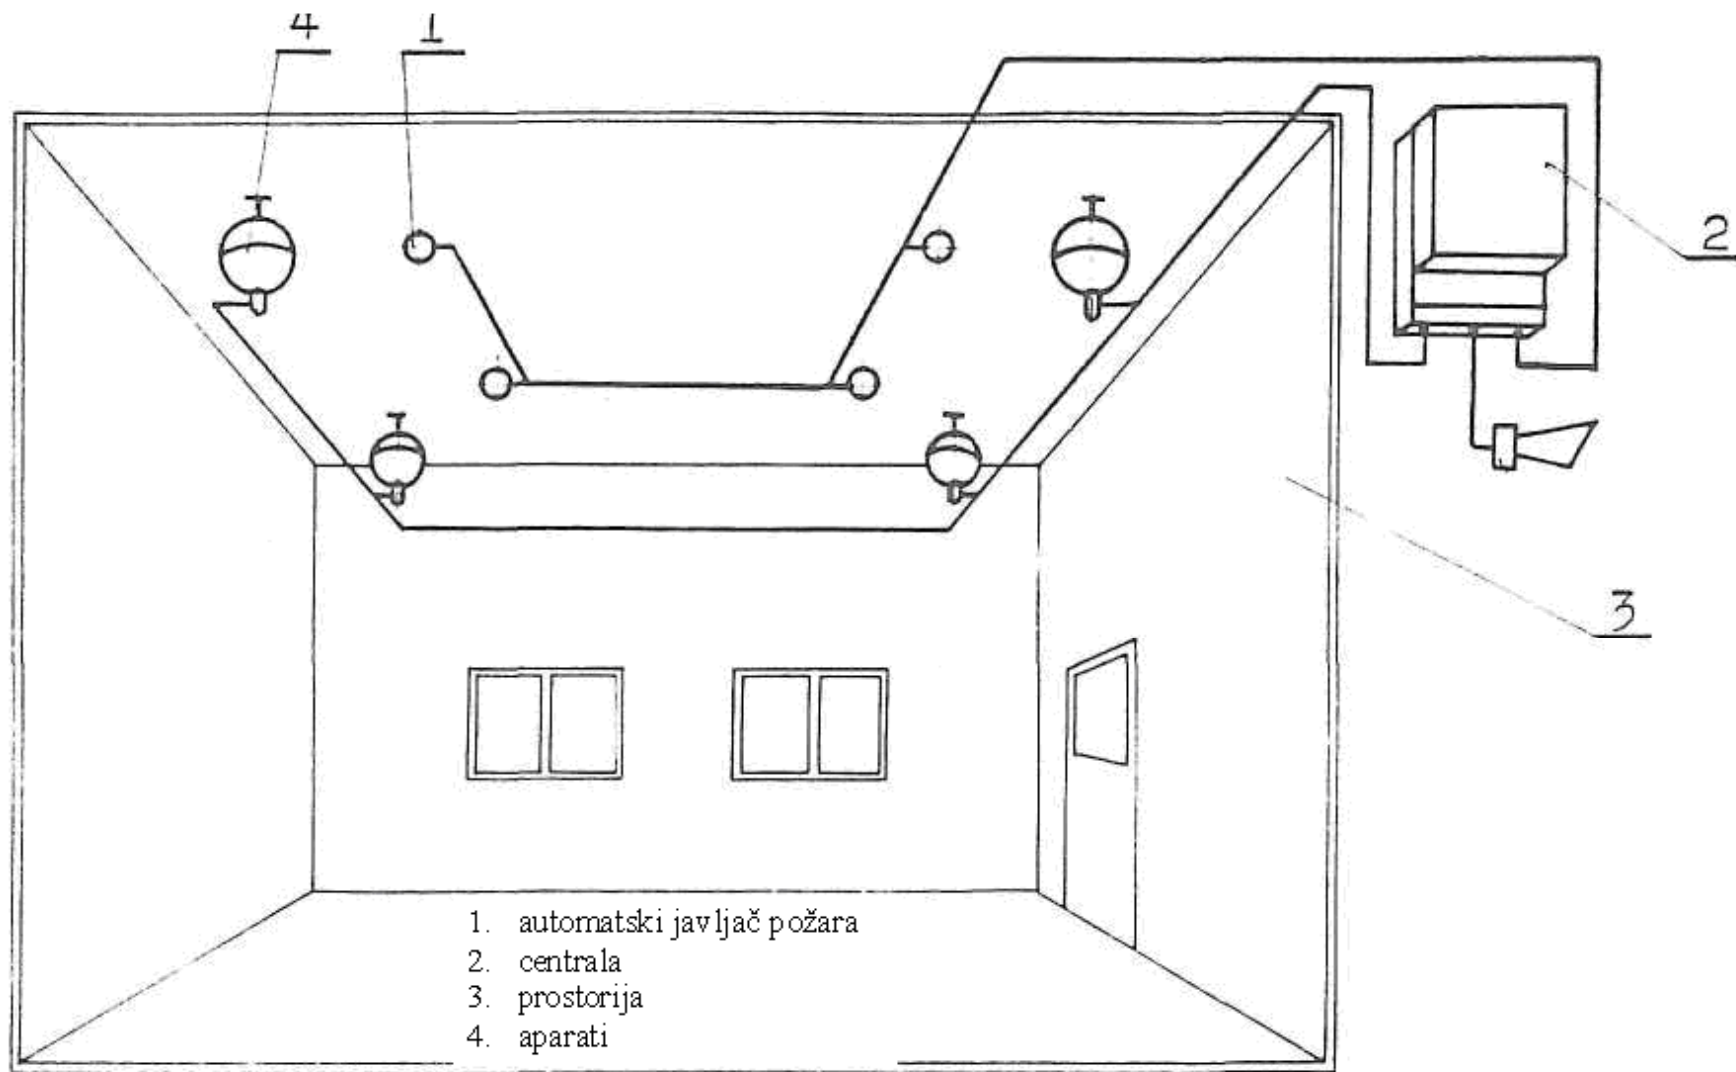 4 1
2
3
1. automatski javljač požara
2. centrala
3. prostorija
4. aparati